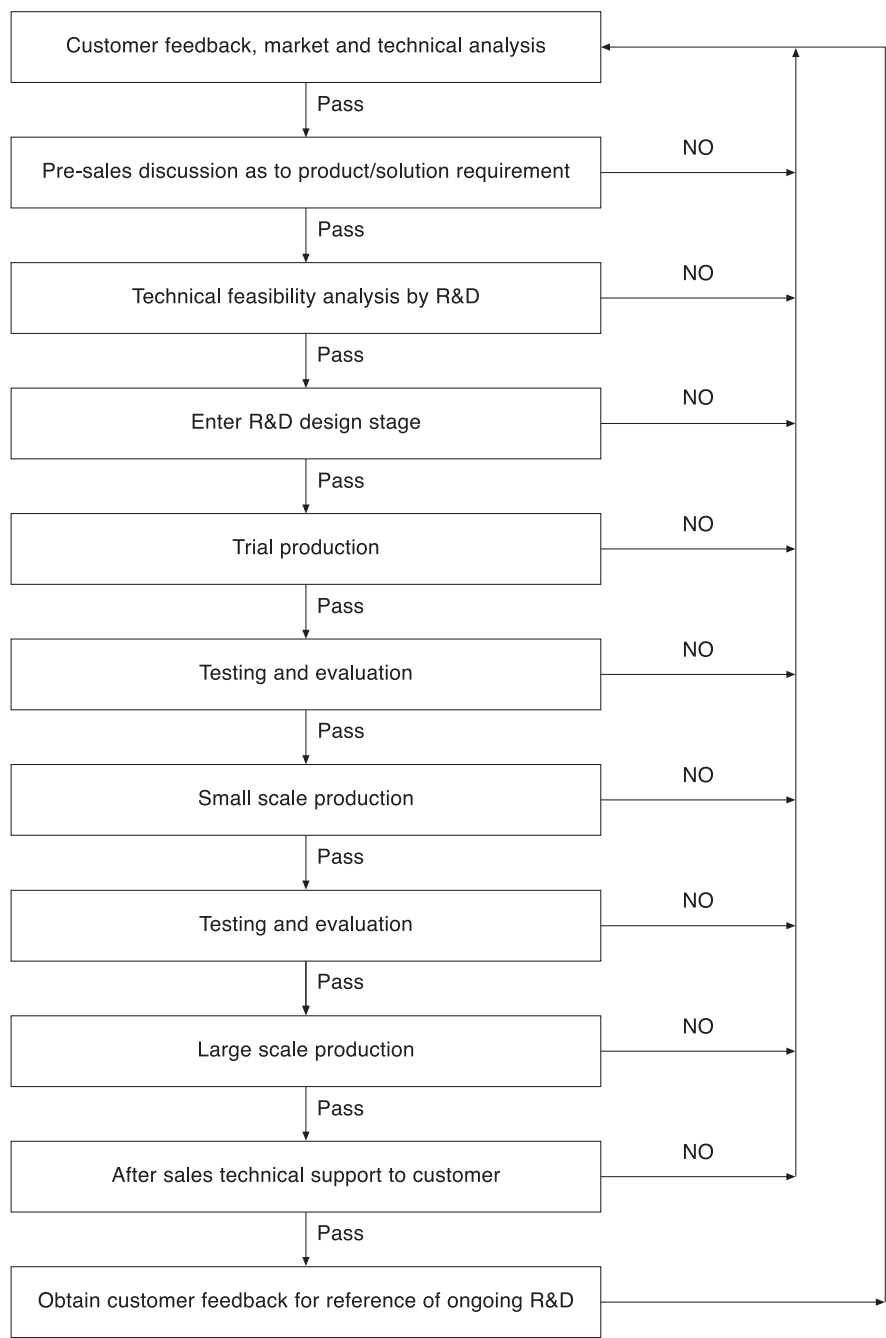 Customer feedback, market and technical analysis
Pass
Pre-sales discussion as to product/solution requirement
NO
Pass
Technical feasibility analysis by R&D
NO
Pass
Enter R&D design stage
NO
Pass
Trial production
NO
Pass
Testing and evaluation
NO
Pass
Small scale production
NO
Pass
Testing and evaluation
NO
Pass
Large scale production
NO
Pass
After sales technical support to customer
NO
Pass
Obtain customer feedback for reference of ongoing R&D